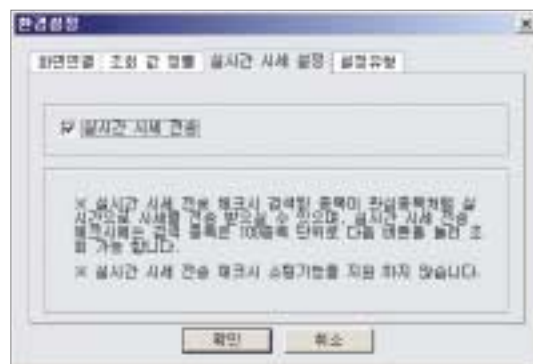 환경설정
화면연결 조회 값 정렬 실시간 시세 설정 설정유형
실시간 시세 전송
※ 실시간 시세 전송 체크시 검색된 종목이 관심종목처럼 실
시간으로 시세를 전송 받으실 수 있으며, 실시간 시세 전송
체크시에는 검색 종목은 100종목 단위로 다음 버튼을 눌러 조
회 가능 합니다.
※ 실시간 시세 전송 체크시 소팅기능을 지원 하지 않습니다.
확인 취소